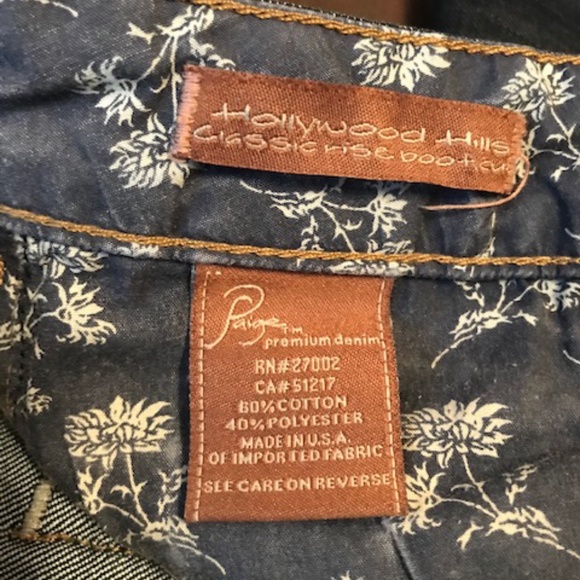 Hollywood Hills
Classic rise boot cut
Paige™
premium denim
RN#27002
CA#51217
60%COTTON
40%POLYESTER
MADE IN U.S.A.
OF IMPORTED FABRIC
SEE CARE ON REVERSE